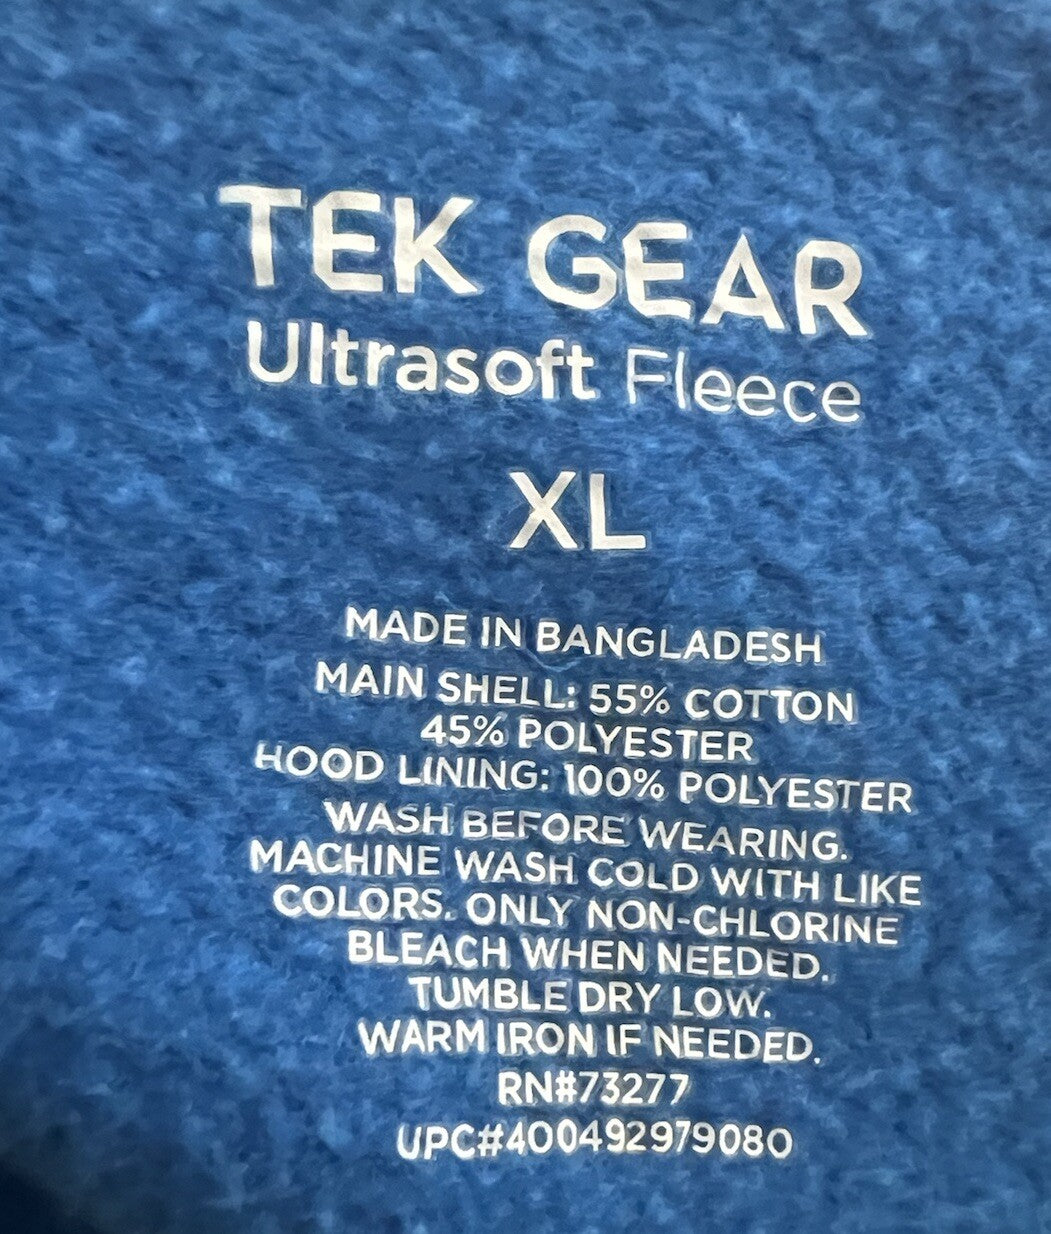 TEK GEAR
Ultrasoft Fleece
XL
MADE IN BANGLADESH
MAIN SHELL: 55% COTTON
45% POLYESTER
HOOD LINING: 100% POLYESTER
WASH BEFORE WEARING.
MACHINE WASH COLD WITH LIKE
COLORS. ONLY NON-CHLORINE
BLEACH WHEN NEEDED.
TUMBLE DRY LOW.
WARM IRON IF NEEDED.
RN#73277
UPC#400492979080